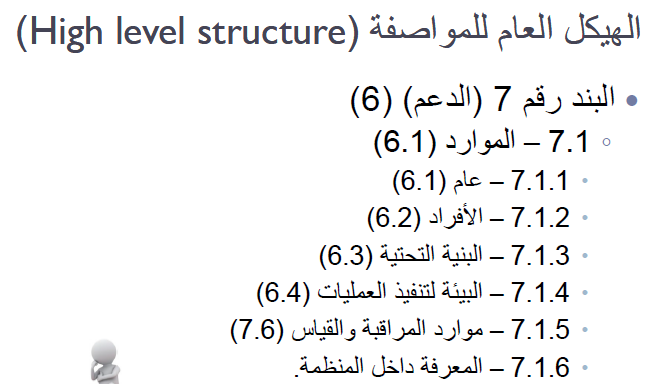 الهيكل العام للمواصفة (High level structure)
البند رقم 7 (الدعم) (6)
7.1 – الموارد (6.1)
7.1.1 – عام (6.1)
7.1.2 – الأفراد (6.2)
7.1.3 – البنية التحتية (6.3)
7.1.4 – البيئة لتنفيذ العمليات (6.4)
7.1.5 – موارد المراقبة والقياس (7.6)
7.1.6 – المعرفة داخل المنظمة.